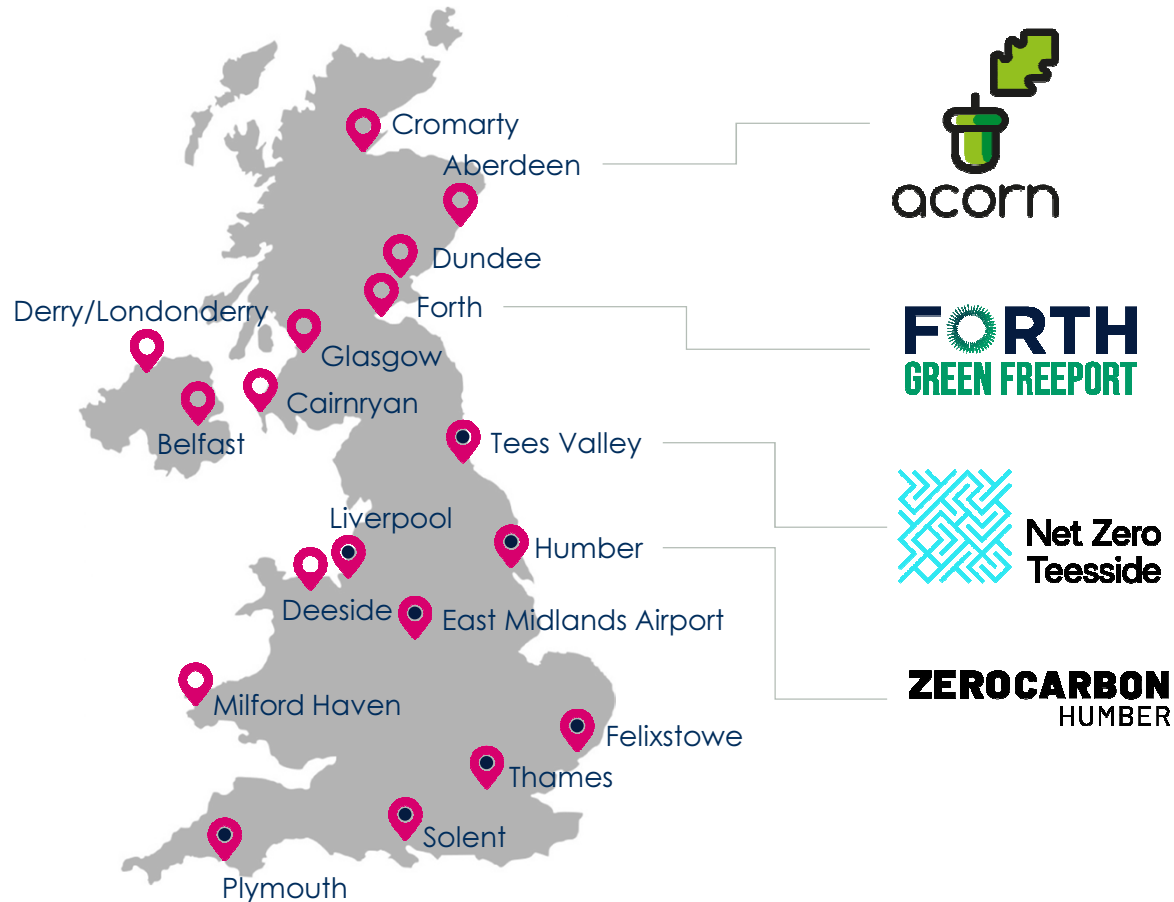 Cromarty
Aberdeen
acorn
Dundee
Derry/Londonderry
Forth
FORTH
GREEN FREEPORT
Glasgow
Cairnryan
Belfast
Tees Valley
Liverpool
Net Zero
Teesside
Humber
Deeside
East Midlands Airport
ZEROCARBON
HUMBER
Milford Haven
Felixstowe
Thames
Solent
Plymouth